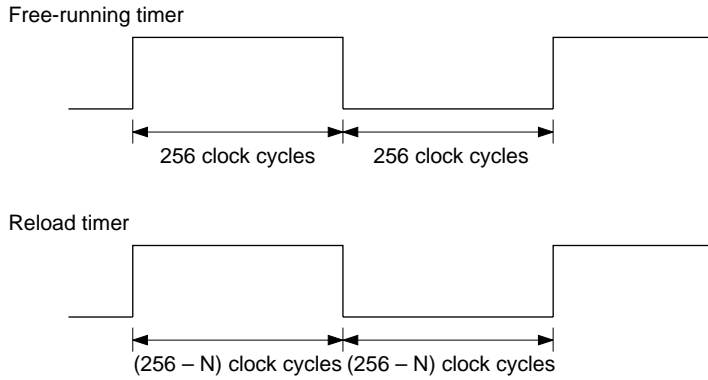 Free-running timer
256 clock cycles 256 clock cycles
Reload timer
(256 – N) clock cycles (256 – N) clock cycles